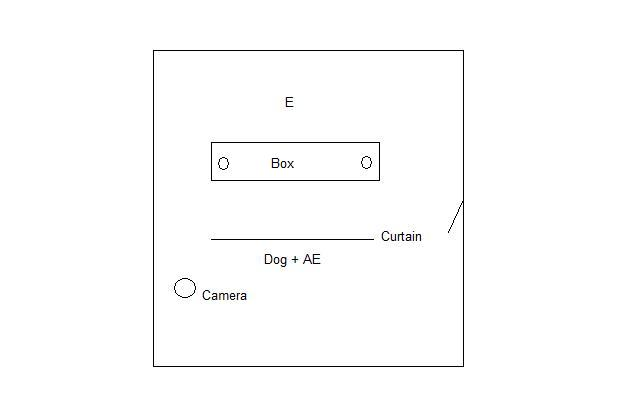 E
Box
Curtain
Dog + AE
Camera